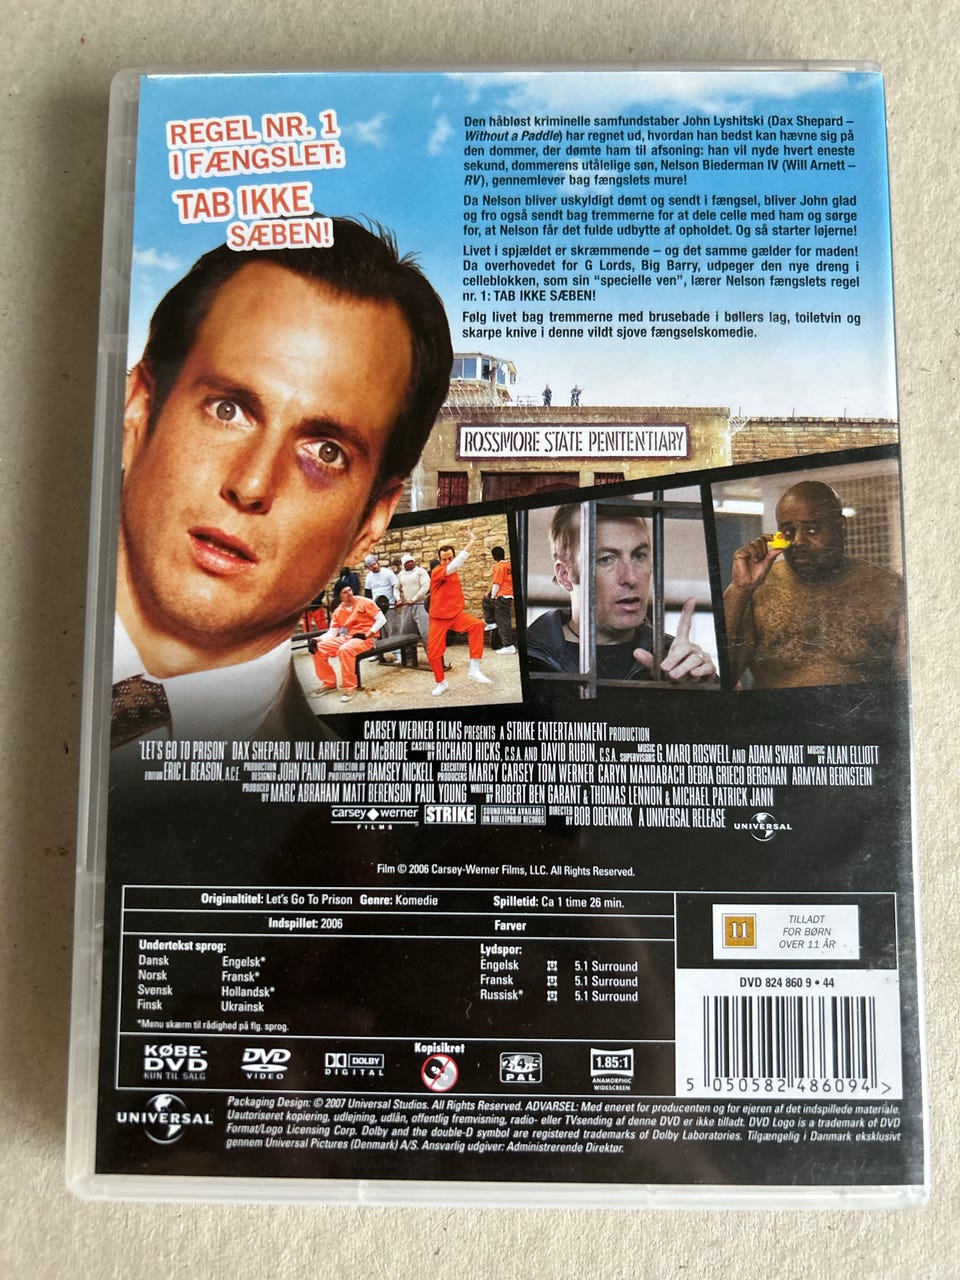 REGEL NR. 1
I FÆNGSLET:
TAB IKKE
SÆBEN!
Den håbløst kriminelle samfundstaber John Lyshitski (Dax Shepard –
Without a Paddle) har regnet ud, hvordan han bedst kan hævne sig på
den dommer, der dømte ham til afsoning: han vil nyde hvert eneste
sekund, dommerens utålelige søn, Nelson Biederman IV (Will Arnett –
RV), gennemlever bag fængslets mure!
Da Nelson bliver uskyldigt dømt og sendt i fængsel, bliver John glad
og fro også sendt bag tremmerne for at dele celle med ham og sørge
for, at Nelson får det fulde udbytte af opholdet. Og så starter løjerne!
Livet i spjældet er skræmmende – og det samme gælder for maden!
Da overhovedet for G Lords, Big Barry, udpeger den nye dreng i
celleblokken, som sin "specielle ven", lærer Nelson fængslets regel
nr. 1: TAB IKKE SÆBEN!
Følg livet bag tremmerne med brusebade i bøllers lag, toiletvin og
skarpe knive i denne vildt sjove fængselskomedie.
ROSSMORE STATE PENITENTIARY
CARSEY WERNER FILMS PRESENTS A STRIKE ENTERTAINMENT PRODUCTION
"LET'S GO TO PRISON" DAX SHEPARD WILL ARNETT CHI McBRIDE CASTING BY RICHARD HICKS, C.S.A. AND DAVID RUBIN, C.S.A. MUSIC SUPERVISORS G. MARQ ROSWELL AND ADAM SWART MUSIC BY ALAN ELLIOTT
EDITOR ERIC L. BEASON, A.C.E. PRODUCTION DESIGNER JOHN PAINO DIRECTOR OF PHOTOGRAPHY RAMSEY NICKELL EXECUTIVE PRODUCERS MARCY CARSEY TOM WERNER CARYN MANDABACH DEBRA GRIECO BERGMAN ARMYAN BERNSTEIN
PRODUCED BY MARC ABRAHAM MATT BERENSON PAUL YOUNG WRITTEN BY ROBERT BEN GARANT & THOMAS LENNON & MICHAEL PATRICK JANN
carsey werner FILMS STRIKE SOUNDTRACK AVAILABLE ON BULLETPROOF RECORDS DIRECTED BY BOB ODENKIRK A UNIVERSAL RELEASE UNIVERSAL
Film © 2006 Carsey-Werner Films, LLC. All Rights Reserved.
Originaltitel: Let's Go To Prison Genre: Komedie Spilletid: Ca 1 time 26 min.
Indspillet: 2006 Farver
Undertekst sprog:
Dansk Engelsk*
Norsk Fransk*
Svensk Hollandsk*
Finsk Ukrainsk
*Menu skærm til rådighed på flg. sprog.
Lydspor:
Engelsk 5.1 Surround
Fransk 5.1 Surround
Russisk* 5.1 Surround
11
TILLADT
FOR BØRN
OVER 11 ÅR
DVD 824 860 9 • 44
5 050582 486094 >
KØBE-
DVD
KUN TIL SALG
DVD
VIDEO
DOLBY
DIGITAL
Kopisikret
2.4.5
PAL
1.85:1
ANAMORPHIC
WIDESCREEN
UNIVERSAL
Packaging Design: © 2007 Universal Studios. All Rights Reserved. ADVARSEL: Med eneret for producenten og for ejeren af det indspillede materiale.
Uautoriseret kopiering, udlejning, udlån, offentlig fremvisning, radio- eller TVsending af denne DVD er ikke tilladt. DVD Logo is a trademark of DVD
Format/Logo Licensing Corp. Dolby and the double-D symbol are registered trademarks of Dolby Laboratories. Tilgængelig i Danmark eksklusivt
gennem Universal Pictures (Denmark) A/S. Ansvarlig udgiver: Administrerende Direktør.